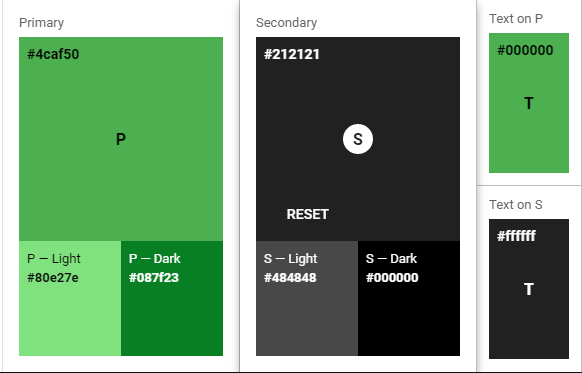 Primary
#4caf50
P
P — Light
#80e27e
P — Dark
#087f23
Secondary
#212121
S
RESET
S — Light
#484848
S — Dark
#000000
Text on P
#000000
T
Text on S
#ffffff
T